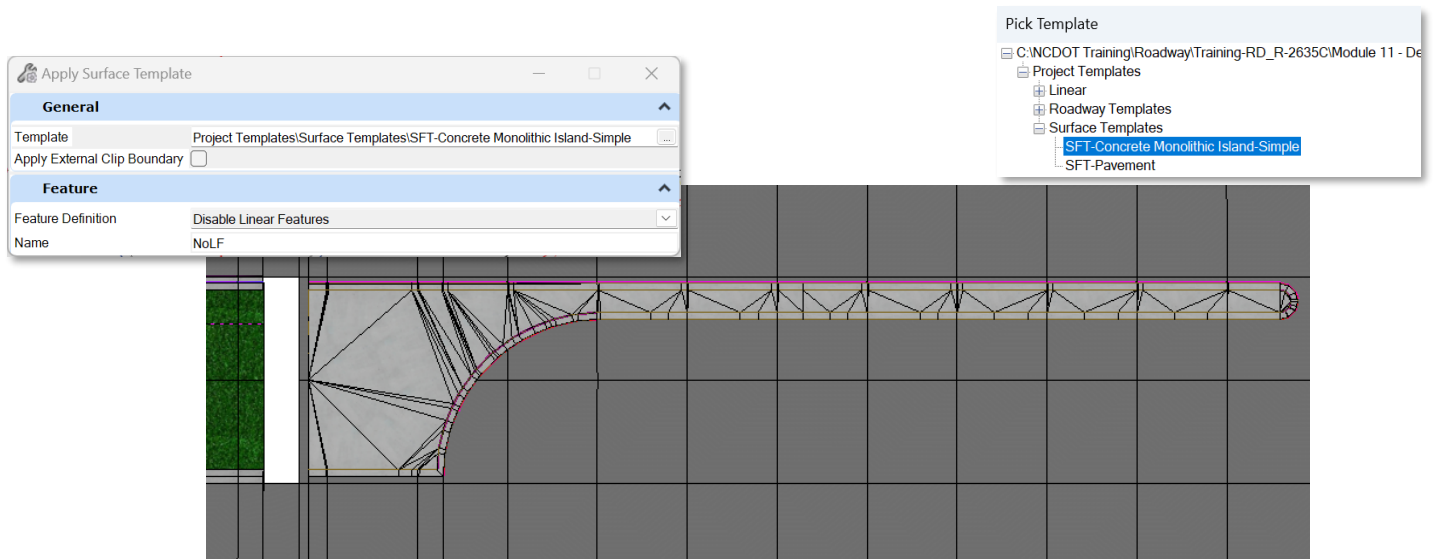 Pick Template
C:\NCDOT Training\Roadway\Training-RD_R-2635C\Module 11 - De
Project Templates
Linear
Roadway Templates
Surface Templates
SFT-Concrete Monolithic Island-Simple
SFT-Pavement
Apply Surface Template
General
Template Project Templates\Surface Templates\SFT-Concrete Monolithic Island-Simple ...
Apply External Clip Boundary
Feature
Feature Definition Disable Linear Features
Name NoLF